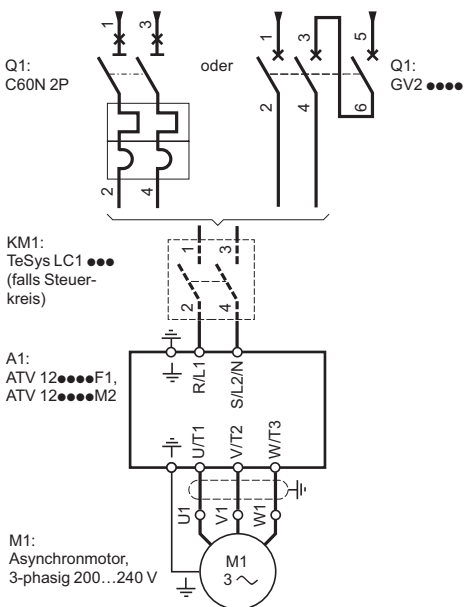 1 3 1 3 5
Q1:
C60N 2P
oder
Q1:
GV2 ●●●●
2 4 2 4 6
KM1:
TeSys LC1 ●●●
(falls Steuer-
kreis)
1 3
2 4
A1:
ATV 12●●●●F1,
ATV 12●●●●M2
R/L1 S/L2/N
U/T1 V/T2 W/T3
U1 V1 W1
M1:
Asynchronmotor,
3-phasig 200…240 V
M1
3 ~